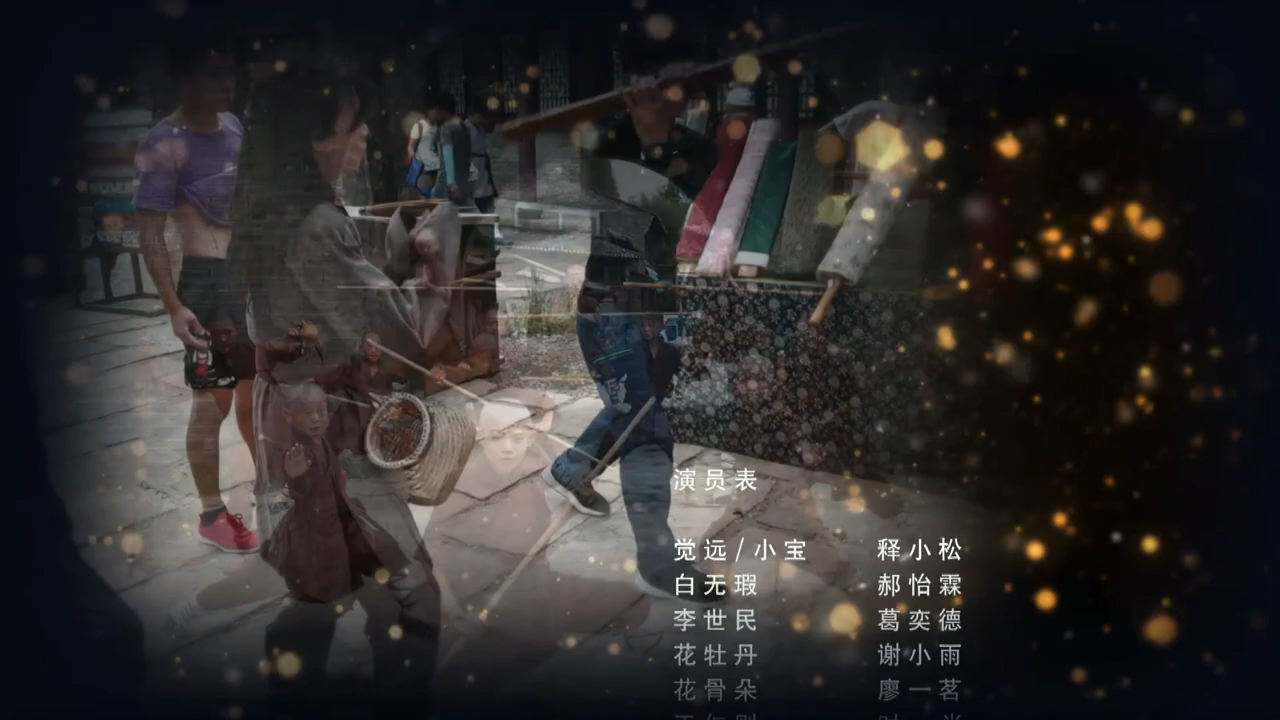 演员表
觉远/小宝 释小松
白无瑕 郝怡霖
李世民 葛奕德
花牡丹 谢小雨
花骨朵 廖一茗